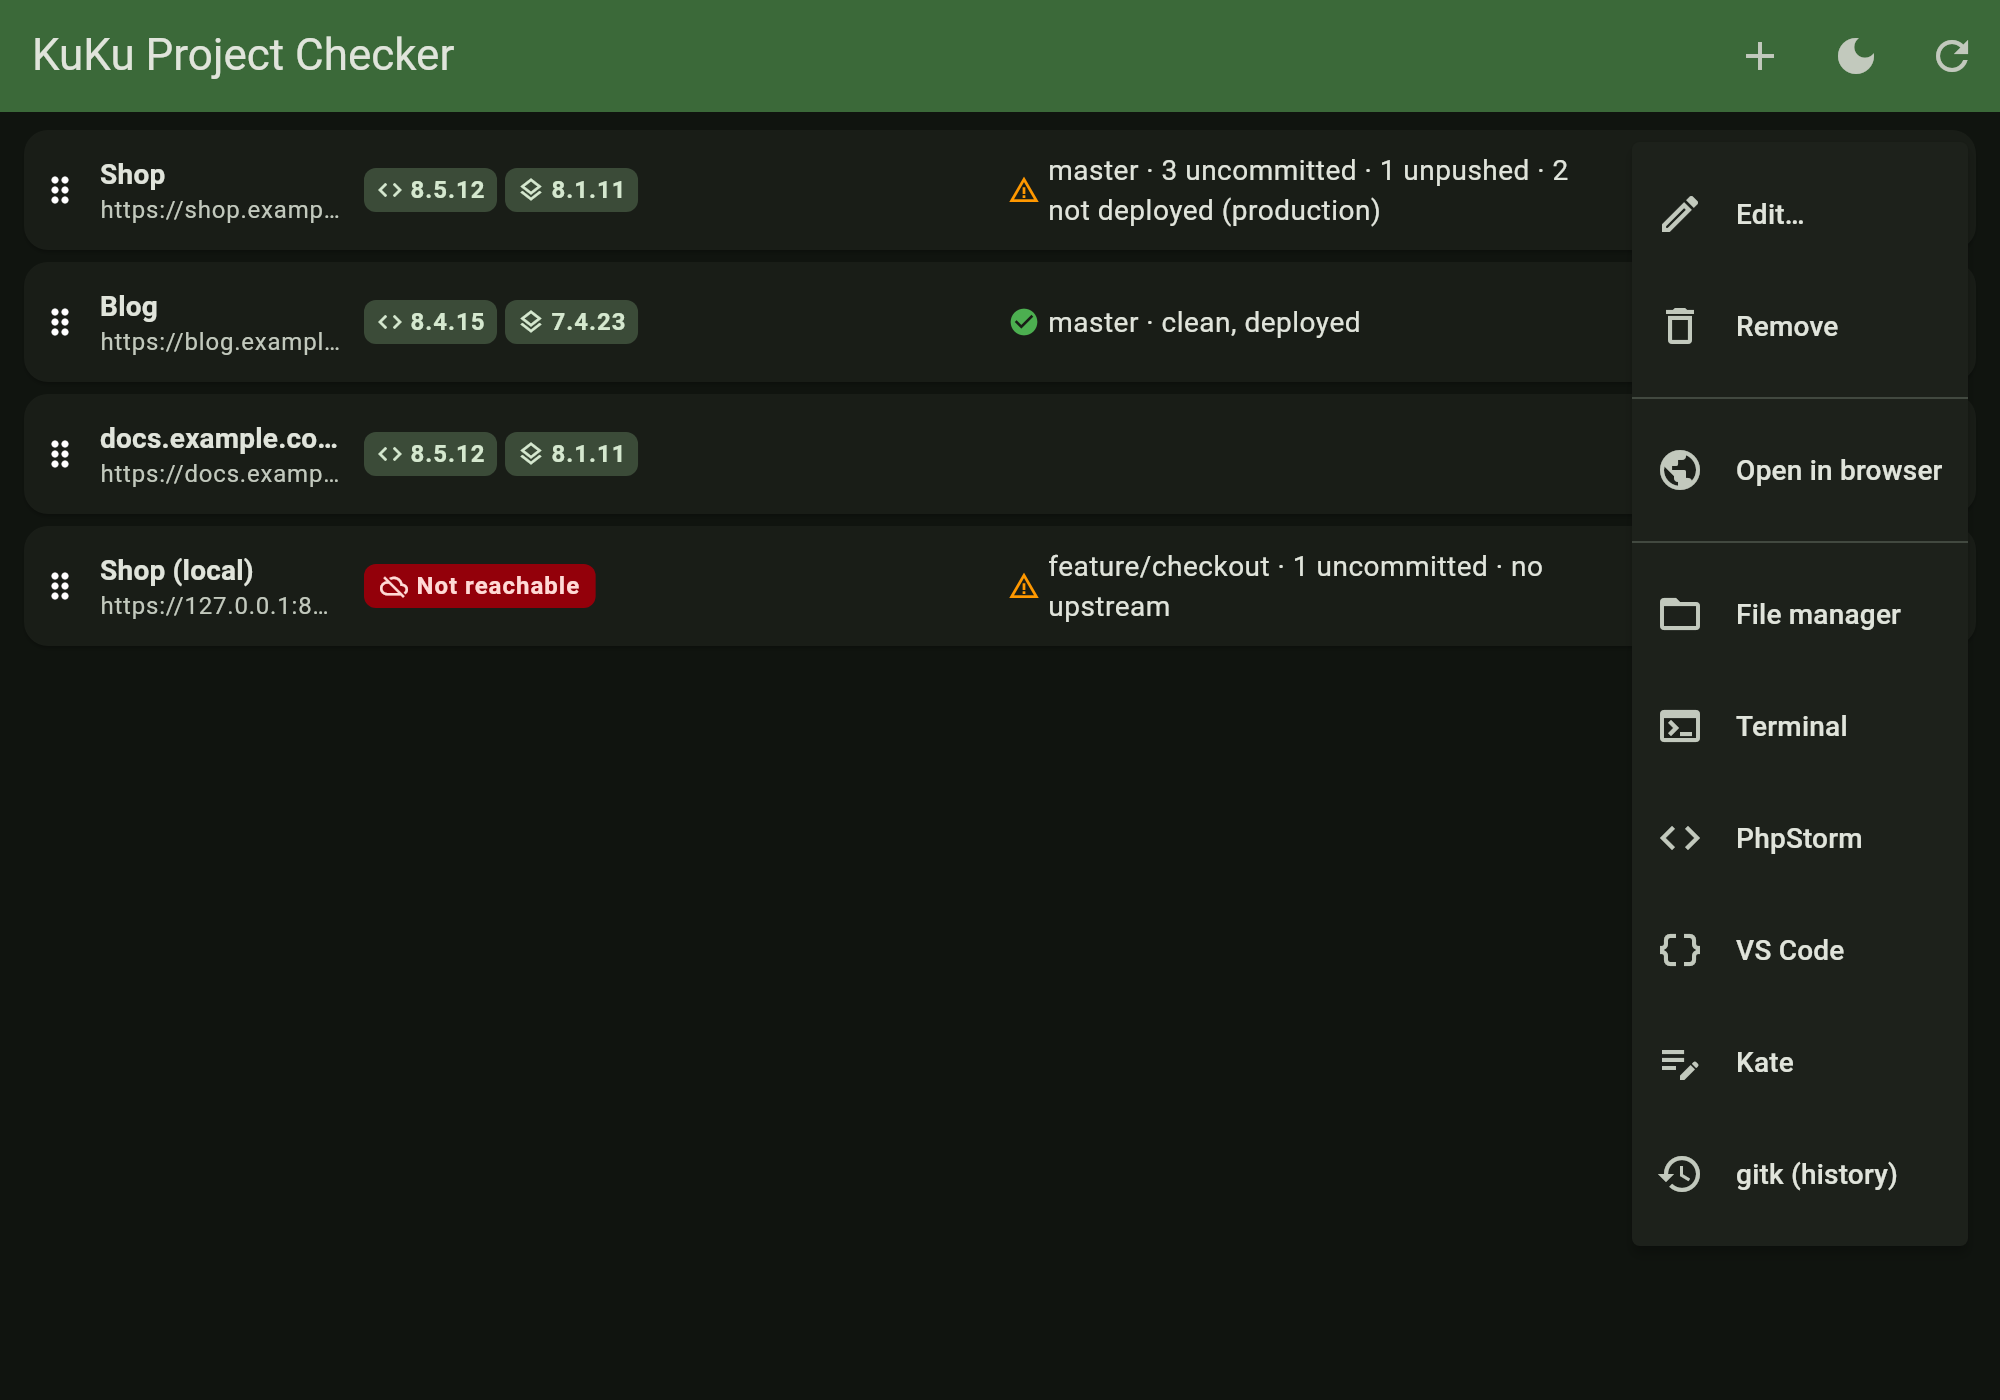 KuKu Project Checker
Shop
https://shop.examp…
8.5.12
8.1.11
master · 3 uncommitted · 1 unpushed · 2
not deployed (production)
Blog
https://blog.exampl…
8.4.15
7.4.23
master · clean, deployed
docs.example.co…
https://docs.examp…
8.5.12
8.1.11
Shop (local)
https://127.0.0.1:8…
Not reachable
feature/checkout · 1 uncommitted · no
upstream
Edit…
Remove
Open in browser
File manager
Terminal
PhpStorm
VS Code
Kate
gitk (history)